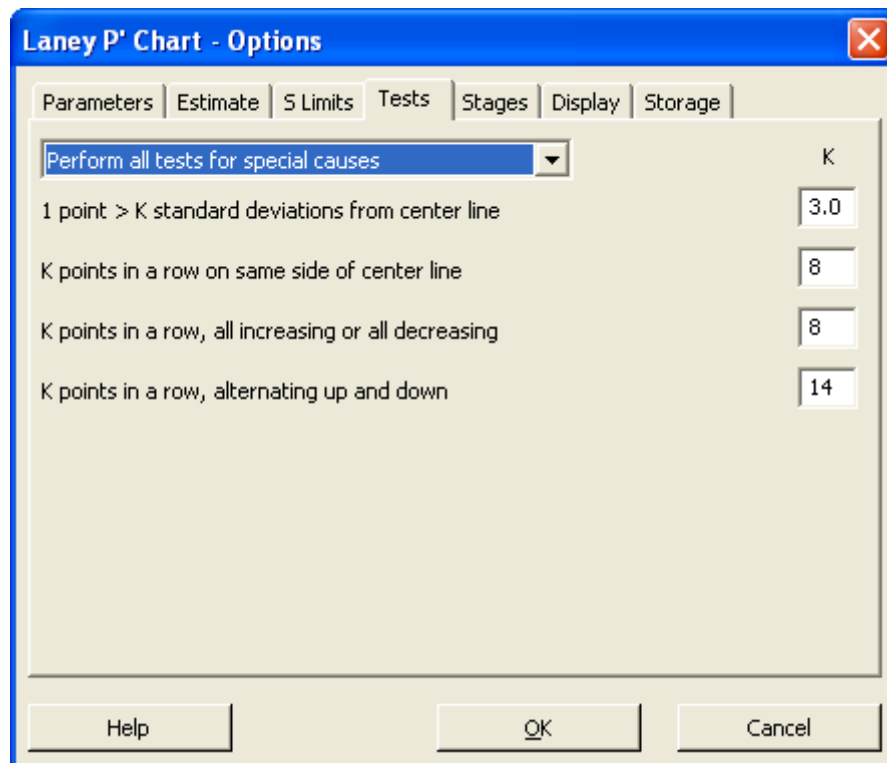 Laney P' Chart - Options
Parameters Estimate S Limits Tests Stages Display Storage
Perform all tests for special causes K
1 point > K standard deviations from center line 3.0
K points in a row on same side of center line 8
K points in a row, all increasing or all decreasing 8
K points in a row, alternating up and down 14
Help OK Cancel